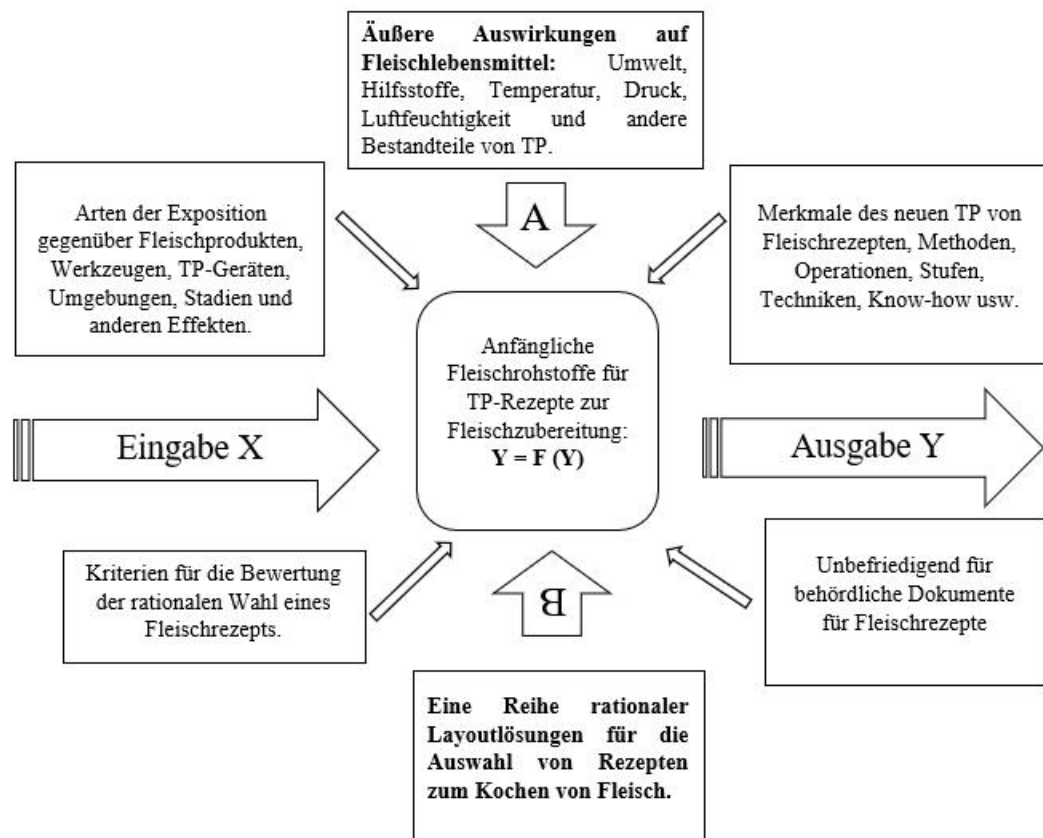 Äußere Auswirkungen auf
Fleischlebensmittel: Umwelt,
Hilfsstoffe, Temperatur, Druck,
Luftfeuchtigkeit und andere
Bestandteile von TP.
Arten der Exposition
gegenüber Fleischprodukten,
Werkzeugen, TP-Geräten,
Umgebungen, Stadien und
anderen Effekten.
A
Merkmale des neuen TP von
Fleischrezepten, Methoden,
Operationen, Stufen,
Techniken, Know-how usw.
Eingabe X
Anfängliche
Fleischrohstoffe für
TP-Rezepte zur
Fleischzubereitung:
Y = F (Y)
Ausgabe Y
Kriterien für die Bewertung
der rationalen Wahl eines
Fleischrezepts.
B
Unbefriedigend für
behördliche Dokumente
für Fleischrezepte
Eine Reihe rationaler
Layoutlösungen für die
Auswahl von Rezepten
zum Kochen von Fleisch.